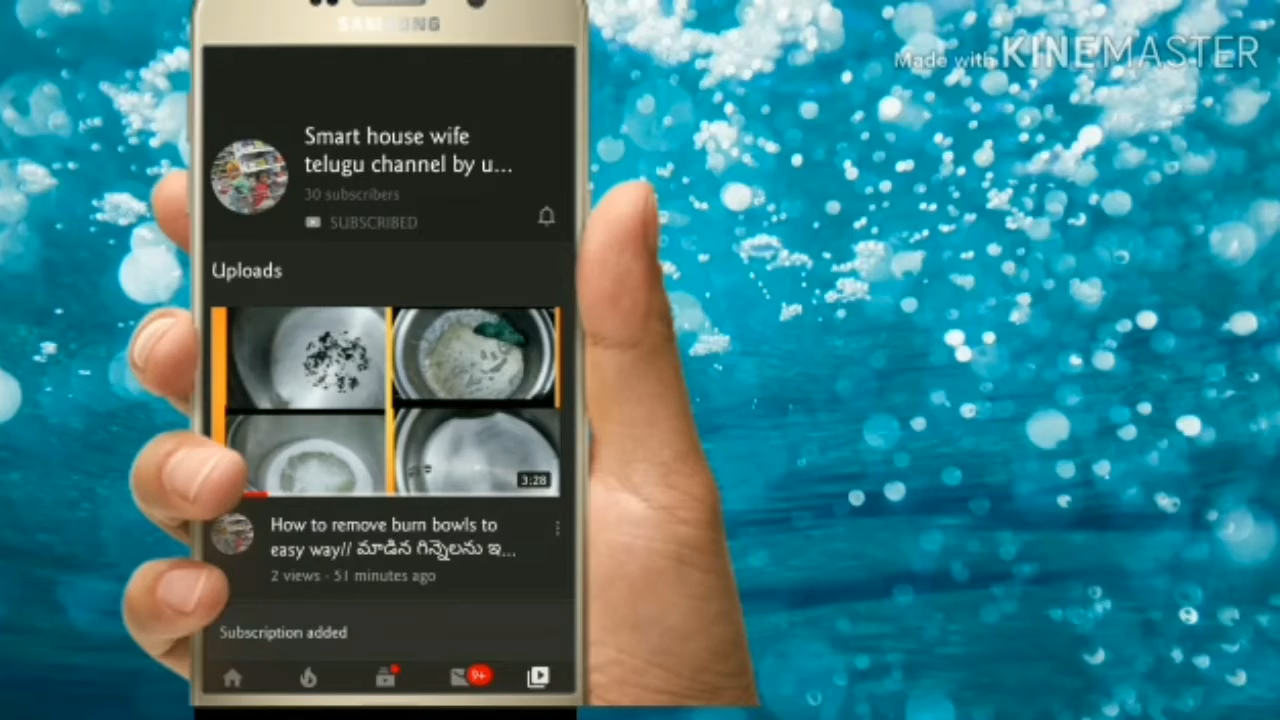 SAMSUNG
Made with KINEMASTER
Smart house wife
telugu channel by u...
30 subscribers
SUBSCRIBED
Uploads
3:28
How to remove burn bowls to
easy way// మాడిన గిన్నెలను ఇ...
2 views · 51 minutes ago
Subscription added
9+